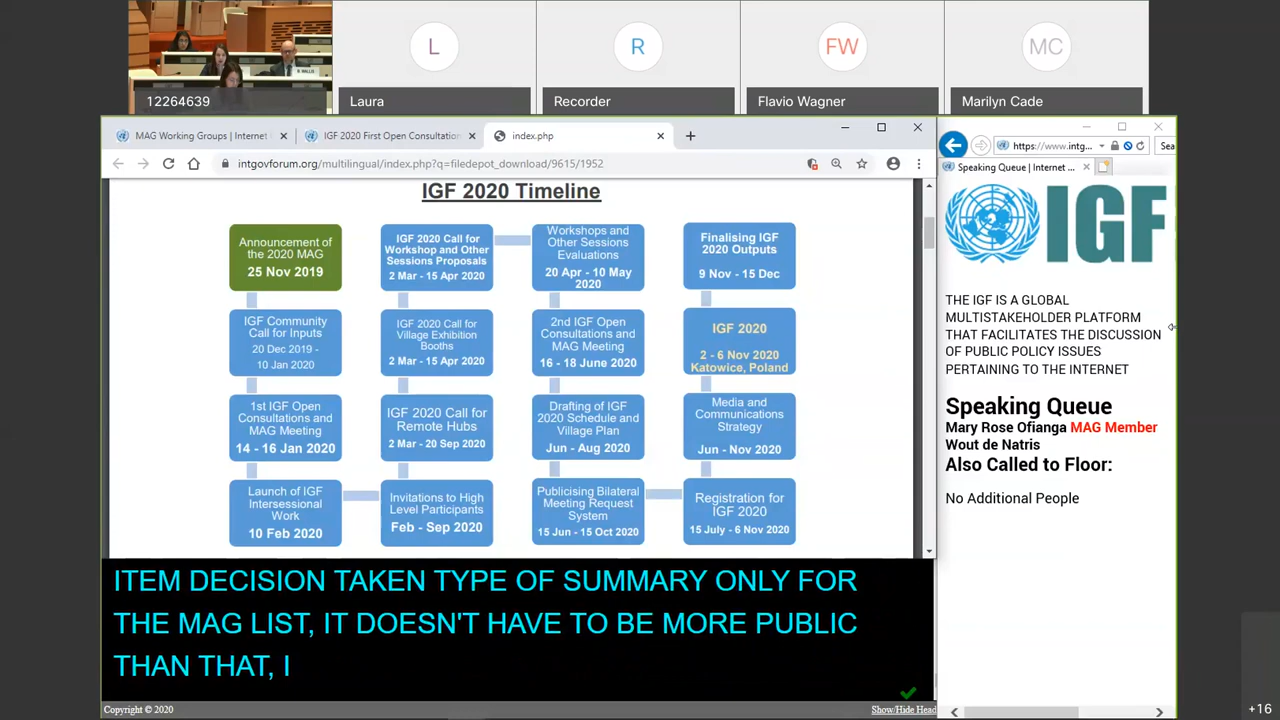 L
R
FW
MC
12264639
Laura
Recorder
Flavio Wagner
Marilyn Cade
MAG Working Groups | Internet
IGF 2020 First Open Consultation
index.php
intgovforum.org/multilingual/index.php?q=filedepot_download/9615/1952
IGF 2020 Timeline
Announcement of
the 2020 MAG
25 Nov 2019
IGF Community
Call for Inputs
20 Dec 2019 -
10 Jan 2020
1st IGF Open
Consultations and
MAG Meeting
14 - 16 Jan 2020
Launch of IGF
Intersessional
Work
10 Feb 2020
IGF 2020 Call for
Workshop and Other
Sessions Proposals
2 Mar - 15 Apr 2020
IGF 2020 Call for
Village Exhibition
Booths
2 Mar - 15 Apr 2020
IGF 2020 Call for
Remote Hubs
2 Mar - 20 Sep 2020
Invitations to High
Level Participants
Feb - Sep 2020
Workshops and
Other Sessions
Evaluations
20 Apr - 10 May
2020
2nd IGF Open
Consultations and
MAG Meeting
16 - 18 June 2020
Drafting of IGF
2020 Schedule and
Village Plan
Jun - Aug 2020
Publicising Bilateral
Meeting Request
System
15 Jun - 15 Oct 2020
Finalising IGF
2020 Outputs
9 Nov - 15 Dec
IGF 2020
2 - 6 Nov 2020
Katowice, Poland
Media and
Communications
Strategy
Jun - Nov 2020
Registration for
IGF 2020
15 July - 6 Nov 2020
https://www.intg...
Sea
Speaking Queue | Internet ...
IGF
THE IGF IS A GLOBAL
MULTISTAKEHOLDER PLATFORM
THAT FACILITATES THE DISCUSSION
OF PUBLIC POLICY ISSUES
PERTAINING TO THE INTERNET
Speaking Queue
Mary Rose Ofianga MAG Member
Wout de Natris
Also Called to Floor:
No Additional People
ITEM DECISION TAKEN TYPE OF SUMMARY ONLY FOR
THE MAG LIST, IT DOESN'T HAVE TO BE MORE PUBLIC
THAN THAT, I
Copyright © 2020
Show/Hide Head
+16